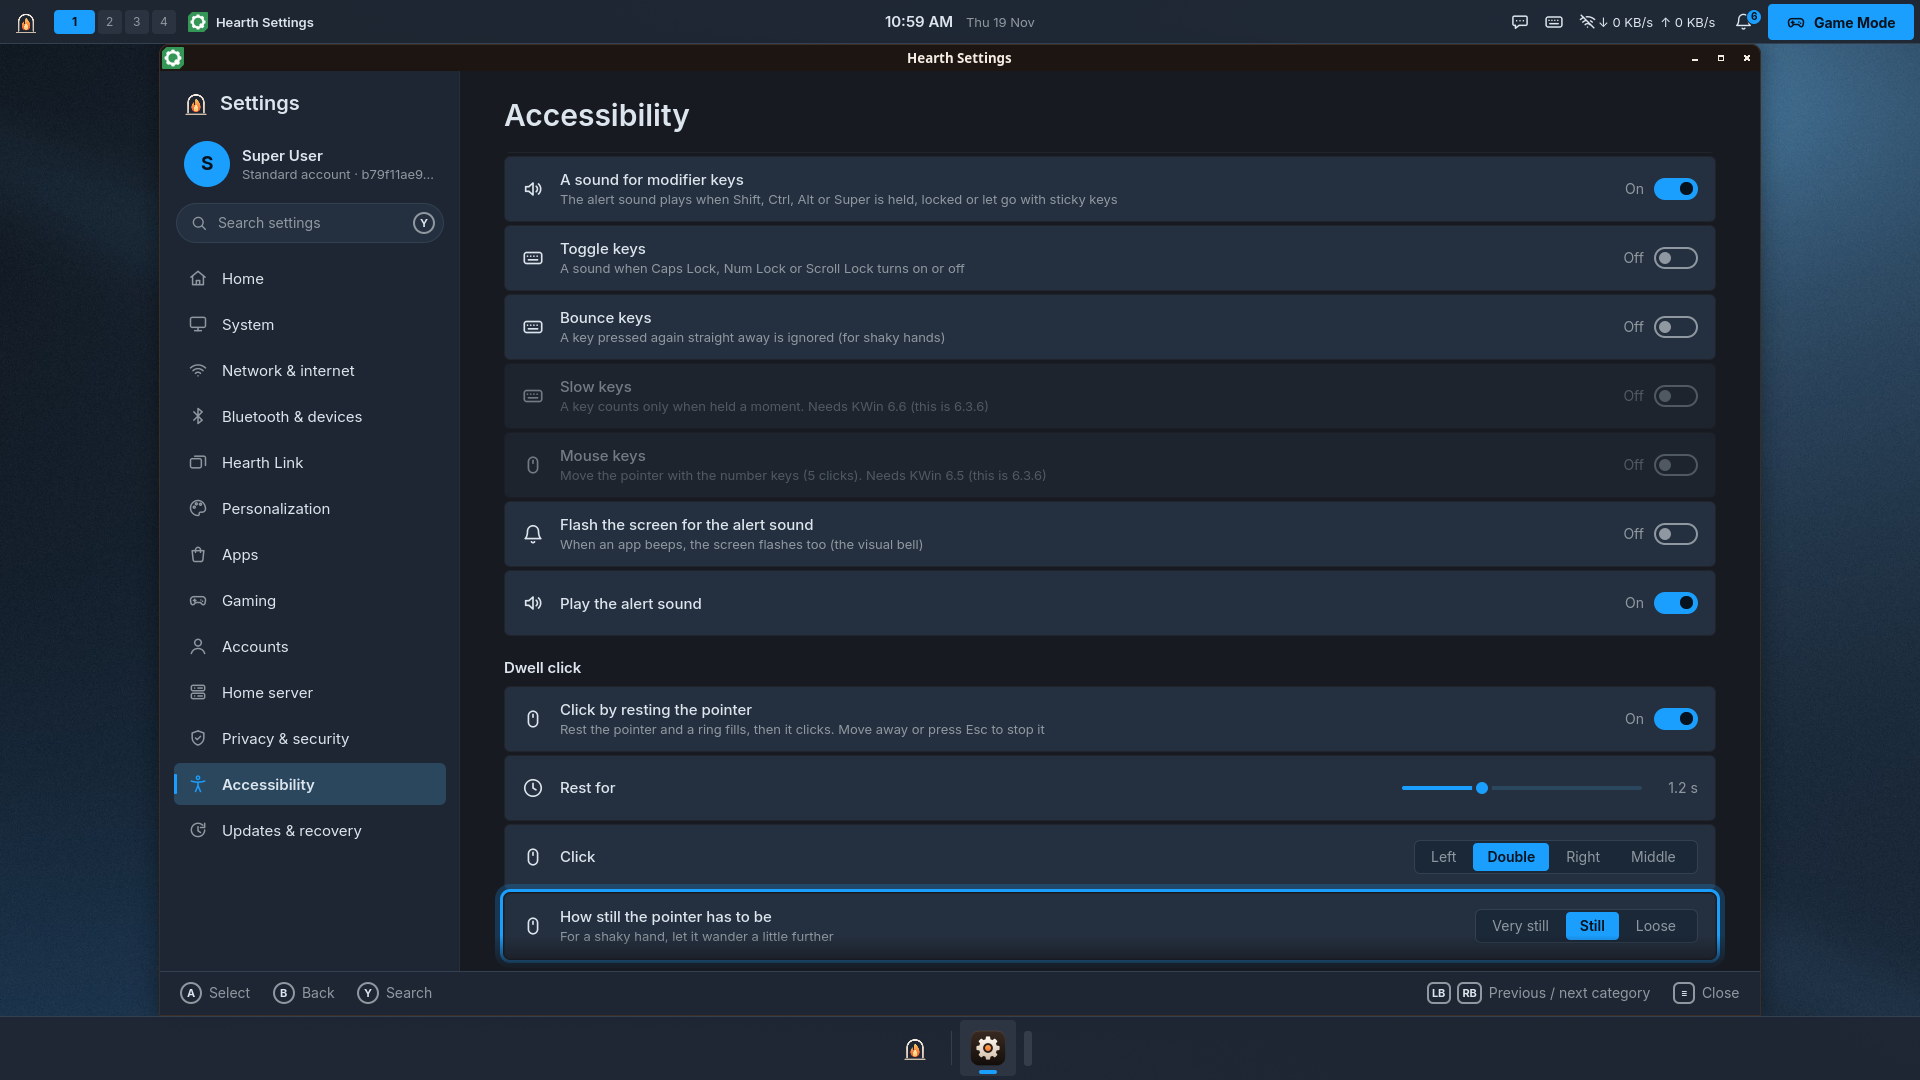 1 2 3 4 Hearth Settings
10:59 AM Thu 19 Nov
↓ 0 KB/s ↑ 0 KB/s 6 Game Mode
Hearth Settings
Settings
S Super User
Standard account · b79f11ae9...
Search settings Y
Home
System
Network & internet
Bluetooth & devices
Hearth Link
Personalization
Apps
Gaming
Accounts
Home server
Privacy & security
Accessibility
Updates & recovery
Accessibility
A sound for modifier keys
The alert sound plays when Shift, Ctrl, Alt or Super is held, locked or let go with sticky keys
On
Toggle keys
A sound when Caps Lock, Num Lock or Scroll Lock turns on or off
Off
Bounce keys
A key pressed again straight away is ignored (for shaky hands)
Off
Slow keys
A key counts only when held a moment. Needs KWin 6.6 (this is 6.3.6)
Off
Mouse keys
Move the pointer with the number keys (5 clicks). Needs KWin 6.5 (this is 6.3.6)
Off
Flash the screen for the alert sound
When an app beeps, the screen flashes too (the visual bell)
Off
Play the alert sound
On
Dwell click
Click by resting the pointer
Rest the pointer and a ring fills, then it clicks. Move away or press Esc to stop it
On
Rest for 1.2 s
Click Left Double Right Middle
How still the pointer has to be
For a shaky hand, let it wander a little further
Very still Still Loose
A Select B Back Y Search
LB RB Previous / next category Close